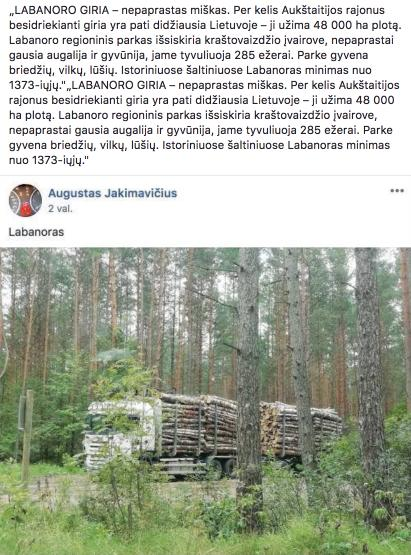 „LABANORO GIRIA – nepaprastas miškas. Per kelis Aukštaitijos rajonus
besidriekianti giria yra pati didžiausia Lietuvoje – ji užima 48 000 ha plotą.
Labanoro regioninis parkas išsiskiria kraštovaizdžio įvairove, nepaprastai
gausia augalija ir gyvūnija, jame tyvuliuoja 285 ežerai. Parke gyvena
briedžių, vilkų, lūšių. Istoriniuose šaltiniuose Labanoras minimas nuo
1373-iųjų."„LABANORO GIRIA – nepaprastas miškas. Per kelis Aukštaitijos
rajonus besidriekianti giria yra pati didžiausia Lietuvoje – ji užima 48 000
ha plotą. Labanoro regioninis parkas išsiskiria kraštovaizdžio įvairove,
nepaprastai gausia augalija ir gyvūnija, jame tyvuliuoja 285 ežerai. Parke
gyvena briedžių, vilkų, lūšių. Istoriniuose šaltiniuose Labanoras minimas
nuo 1373-iųjų."
Augustas Jakimavičius
2 val.
Labanoras